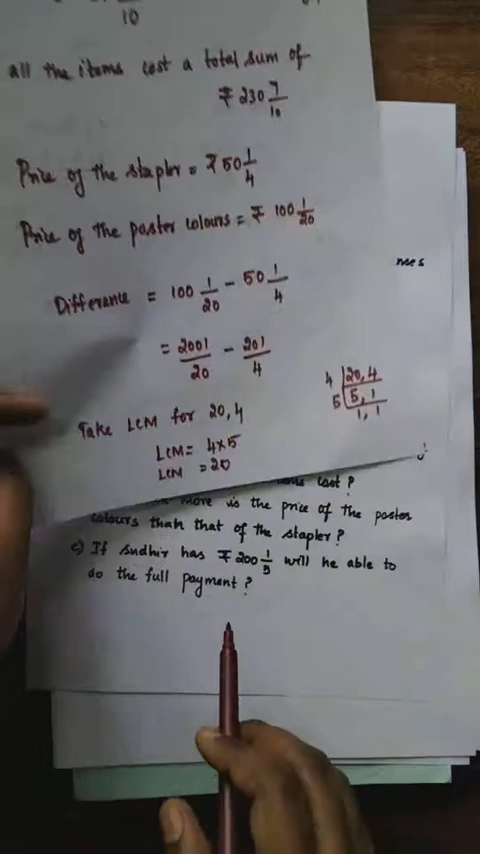 10
all the items cost a total sum of
₹ 230 7/10
Price of the stapler = ₹ 50 1/4
Price of the paster colours = ₹ 100 1/20
nses
Difference = 100 1/20 - 50 1/4
= 2001/20 - 201/4
4 | 20, 4
5 | 5, 1
1, 1
Take LCM for 20,4
LCM = 4x5
LCM = 20
cost?
more is the price of the paster
colours than that of the stapler?
c) If Sudhir has ₹ 200 1/5 will he able to
do the full payment?